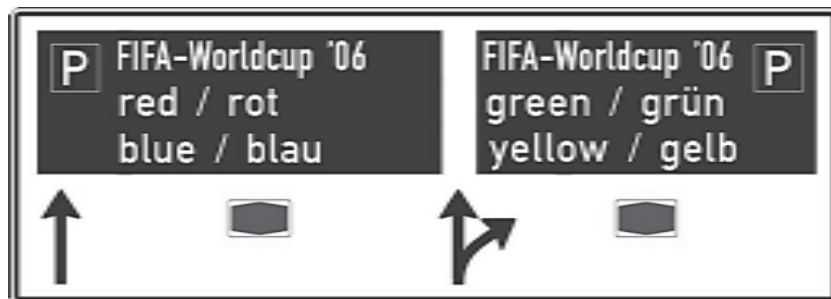 P
FIFA-Worldcup '06
red / rot
blue / blau
FIFA-Worldcup '06
P
green / grün
yellow / gelb